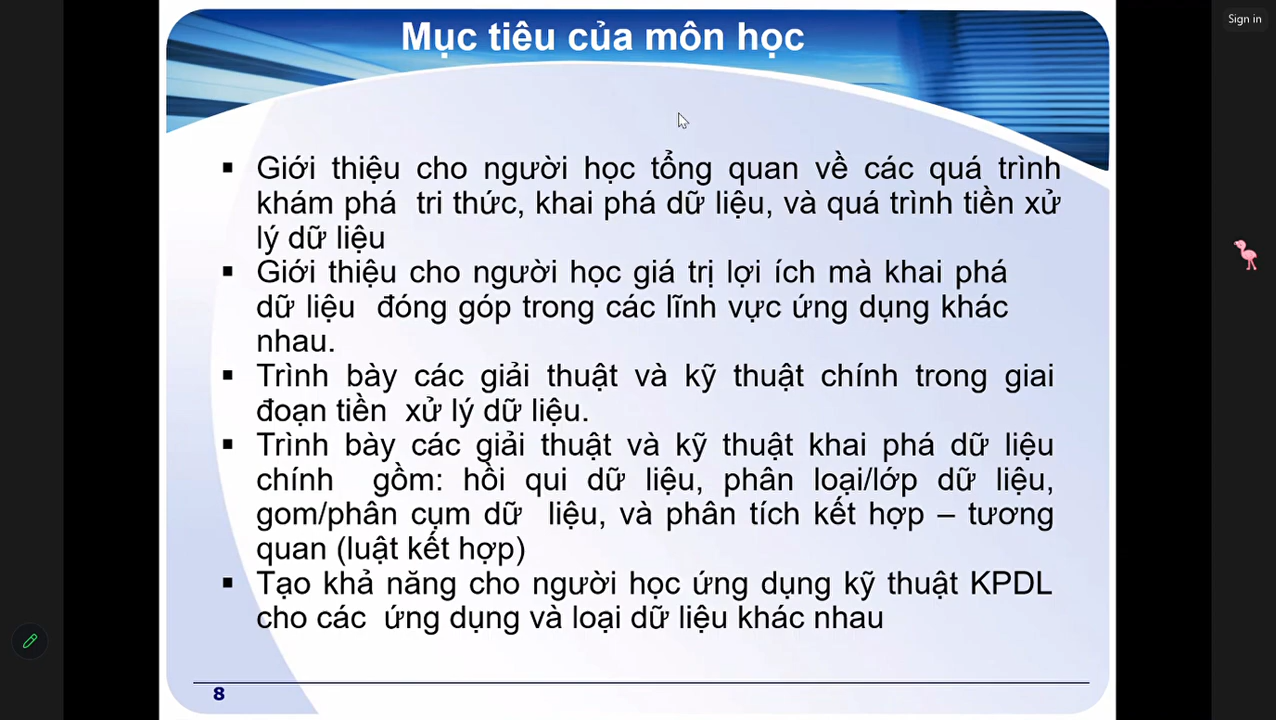 Sign in
Mục tiêu của môn học
▪ Giới thiệu cho người học tổng quan về các quá trình
khám phá tri thức, khai phá dữ liệu, và quá trình tiền xử
lý dữ liệu
▪ Giới thiệu cho người học giá trị lợi ích mà khai phá
dữ liệu đóng góp trong các lĩnh vực ứng dụng khác
nhau.
▪ Trình bày các giải thuật và kỹ thuật chính trong giai
đoạn tiền xử lý dữ liệu.
▪ Trình bày các giải thuật và kỹ thuật khai phá dữ liệu
chính gồm: hồi qui dữ liệu, phân loại/lớp dữ liệu,
gom/phân cụm dữ liệu, và phân tích kết hợp – tương
quan (luật kết hợp)
▪ Tạo khả năng cho người học ứng dụng kỹ thuật KPDL
cho các ứng dụng và loại dữ liệu khác nhau
8